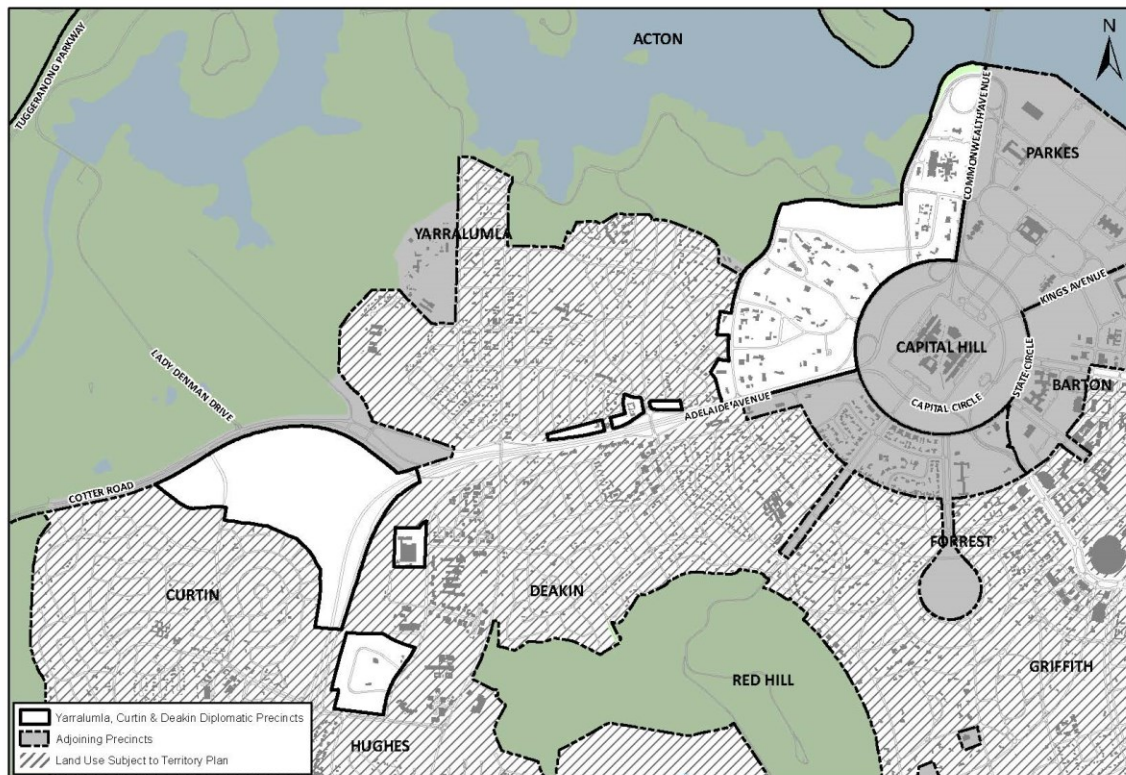 ACTON
N
TUGGERANONG PARKWAY
COMMONWEALTH AVENUE
PARKES
YARRALUMLA
KINGS AVENUE
CAPITAL HILL
STATE CIRCLE
BARTON
LADY DENMAN DRIVE
CAPITAL CIRCLE
ADELAIDE AVENUE
COTTER ROAD
FORREST
CURTIN
DEAKIN
GRIFFITH
RED HILL
HUGHES
Yarralumla, Curtin & Deakin Diplomatic Precincts
Adjoining Precincts
Land Use Subject to Territory Plan